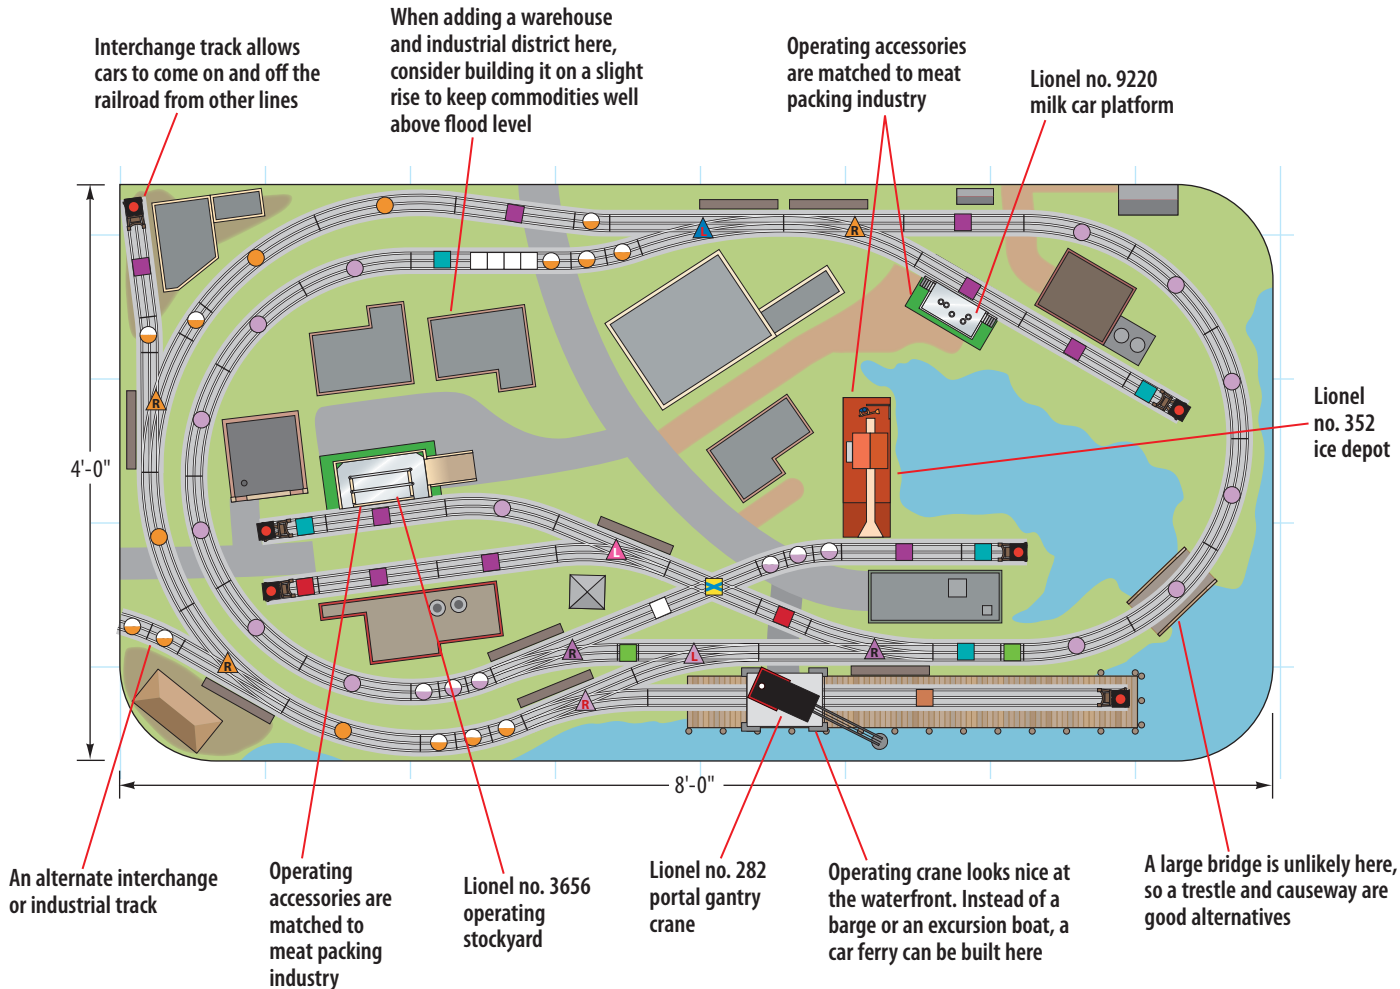 When adding a warehouse
and industrial district here,
consider building it on a slight
rise to keep commodities well
above flood level
Interchange track allows
cars to come on and off the
railroad from other lines
Operating accessories
are matched to meat
packing industry
Lionel no. 9220
milk car platform
L
R
R
Lionel
no. 352
ice depot
4'-0"
L
R
L
R
R
R
8'-0"
An alternate interchange
or industrial track
Operating
accessories are
matched to
meat packing
industry
Lionel no. 3656
operating
stockyard
Lionel no. 282
portal gantry
crane
Operating crane looks nice at
the waterfront. Instead of a
barge or an excursion boat, a
car ferry can be built here
A large bridge is unlikely here,
so a trestle and causeway are
good alternatives